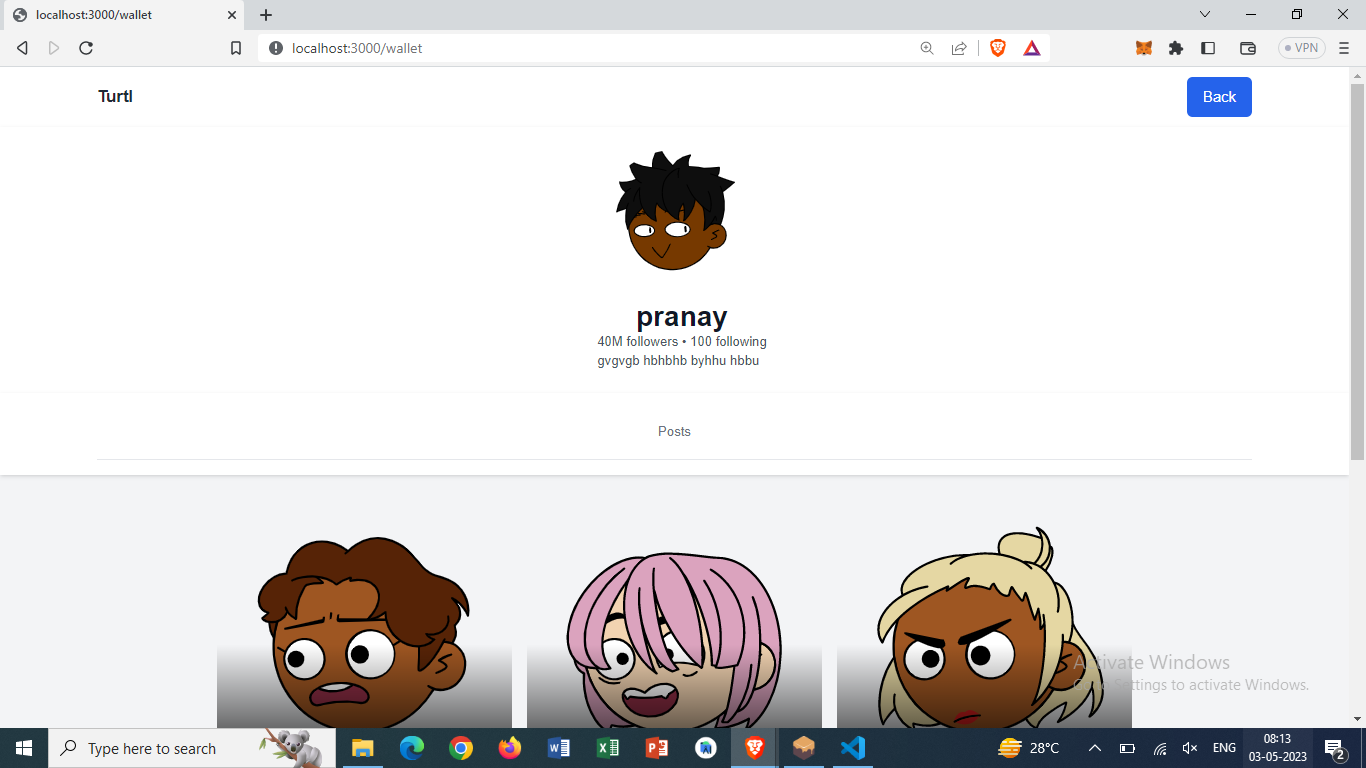 localhost:3000/wallet
localhost:3000/wallet
VPN
Turtl
Back
pranay
40M followers • 100 following
gvgvgb hbhbhb byhhu hbbu
Posts
Activate Windows
Go to Settings to activate Windows.
Type here to search
28°C
ENG
08:13
03-05-2023
2